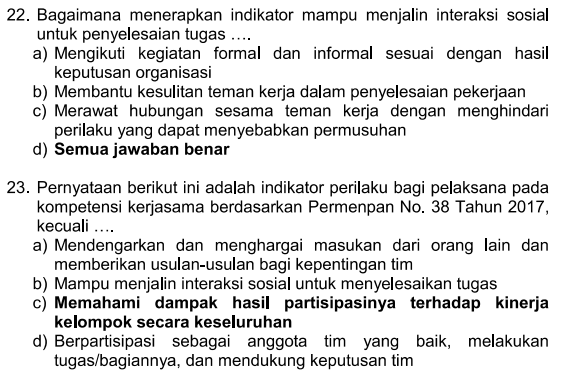 22. Bagaimana menerapkan indikator mampu menjalin interaksi sosial
untuk penyelesaian tugas ….
a) Mengikuti kegiatan formal dan informal sesuai dengan hasil
keputusan organisasi
b) Membantu kesulitan teman kerja dalam penyelesaian pekerjaan
c) Merawat hubungan sesama teman kerja dengan menghindari
perilaku yang dapat menyebabkan permusuhan
d) Semua jawaban benar
23. Pernyataan berikut ini adalah indikator perilaku bagi pelaksana pada
kompetensi kerjasama berdasarkan Permenpan No. 38 Tahun 2017,
kecuali ….
a) Mendengarkan dan menghargai masukan dari orang lain dan
memberikan usulan-usulan bagi kepentingan tim
b) Mampu menjalin interaksi sosial untuk menyelesaikan tugas
c) Memahami dampak hasil partisipasinya terhadap kinerja
kelompok secara keseluruhan
d) Berpartisipasi sebagai anggota tim yang baik, melakukan
tugas/bagiannya, dan mendukung keputusan tim